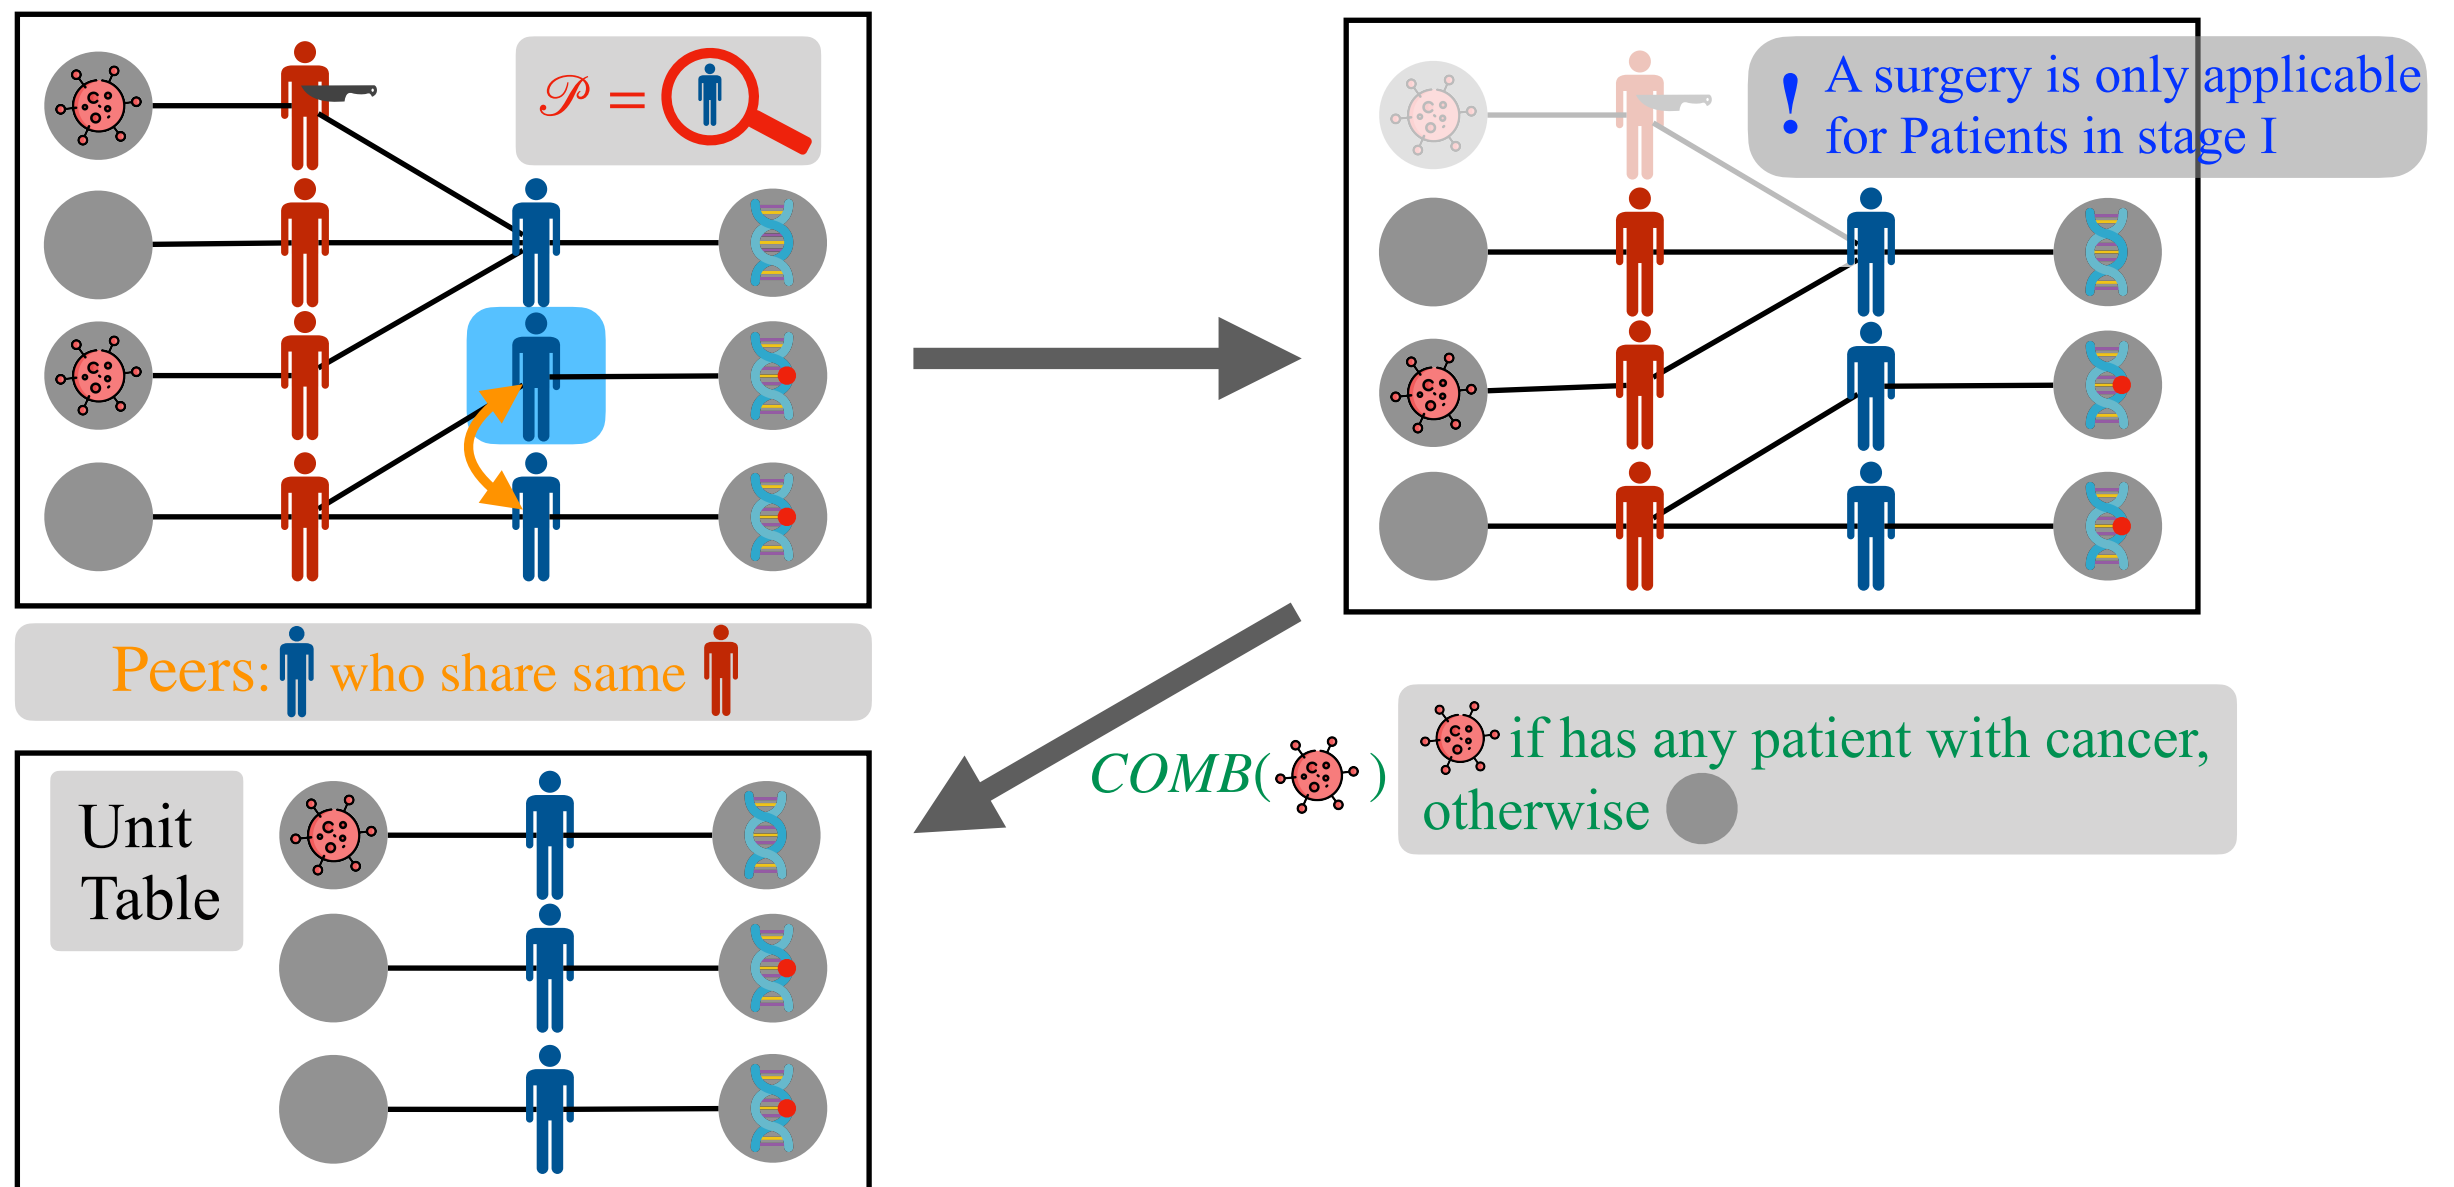 𝒫 =
! A surgery is only applicable
for Patients in stage I
Peers: who share same
COMB( )
if has any patient with cancer,
otherwise
Unit
Table